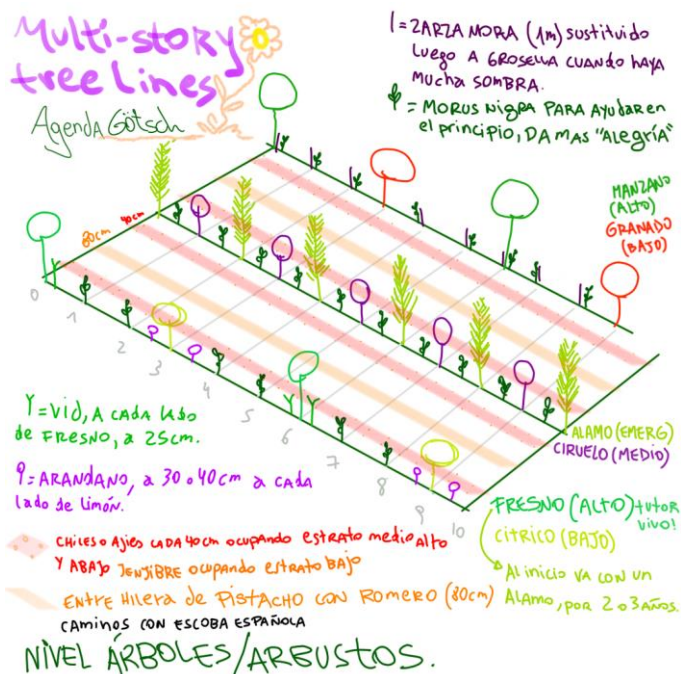 Multi-story
tree Lines
Agenda Götsch
| = ZARZA MORA (1m) sustituido
Luego A GROSELLA CUANDO HAYA
Mucha SOMBRA.
= MORUS NigRA PARA AyuDAR en
el principio, DA MAS "Alegría"
MANZANO
(ALTO)
GRANADO
(BAJO)
80cm
40cm
0
1
2
3
4
5
6
7
8
9
10
ALAMO (EMERG)
CIRUELO (MEDIO)
Y = vid, A CADA LADO
de FRESNO, a 25cm.
= ARANDANO, a 30 o 40cm a cada
lado de limón.
FRESNO (ALTO) tutor
vivo!
CITRICO (BAJO)
Al inicio va con un
ALAMO, por 2 o 3 AÑOS.
CHILES o Ajies CADA 40cm ocupando estrato medio alto
Y ABAJO JENJIBRE ocupando estrato BAJO
ENTRE Hilera de PISTACHO CON ROMERO (80cm)
CAMINOS CON ESCOBA ESPAÑOLA
NIVEL ÁRBOLES/ARBUSTOS.